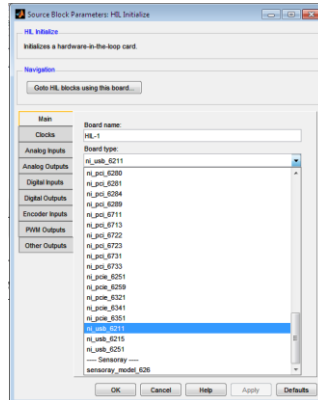 Source Block Parameters: HIL Initialize
HIL Initialize
Initializes a hardware-in-the-loop card.
Navigation
Goto HIL blocks using this board...
Main
Clocks
Analog Inputs
Analog Outputs
Digital Inputs
Digital Outputs
Encoder Inputs
PWM Outputs
Other Outputs
Board name:
HIL-1
Board type:
ni_usb_6211
ni_pci_6280
ni_pci_6281
ni_pci_6284
ni_pci_6289
ni_pci_6711
ni_pci_6713
ni_pci_6722
ni_pci_6723
ni_pci_6731
ni_pci_6733
ni_pcie_6251
ni_pcie_6259
ni_pcie_6321
ni_pcie_6341
ni_pcie_6351
ni_usb_6211
ni_usb_6215
ni_usb_6251
---- Sensoray ----
sensoray_model_626
OK Cancel Help Apply Defaults